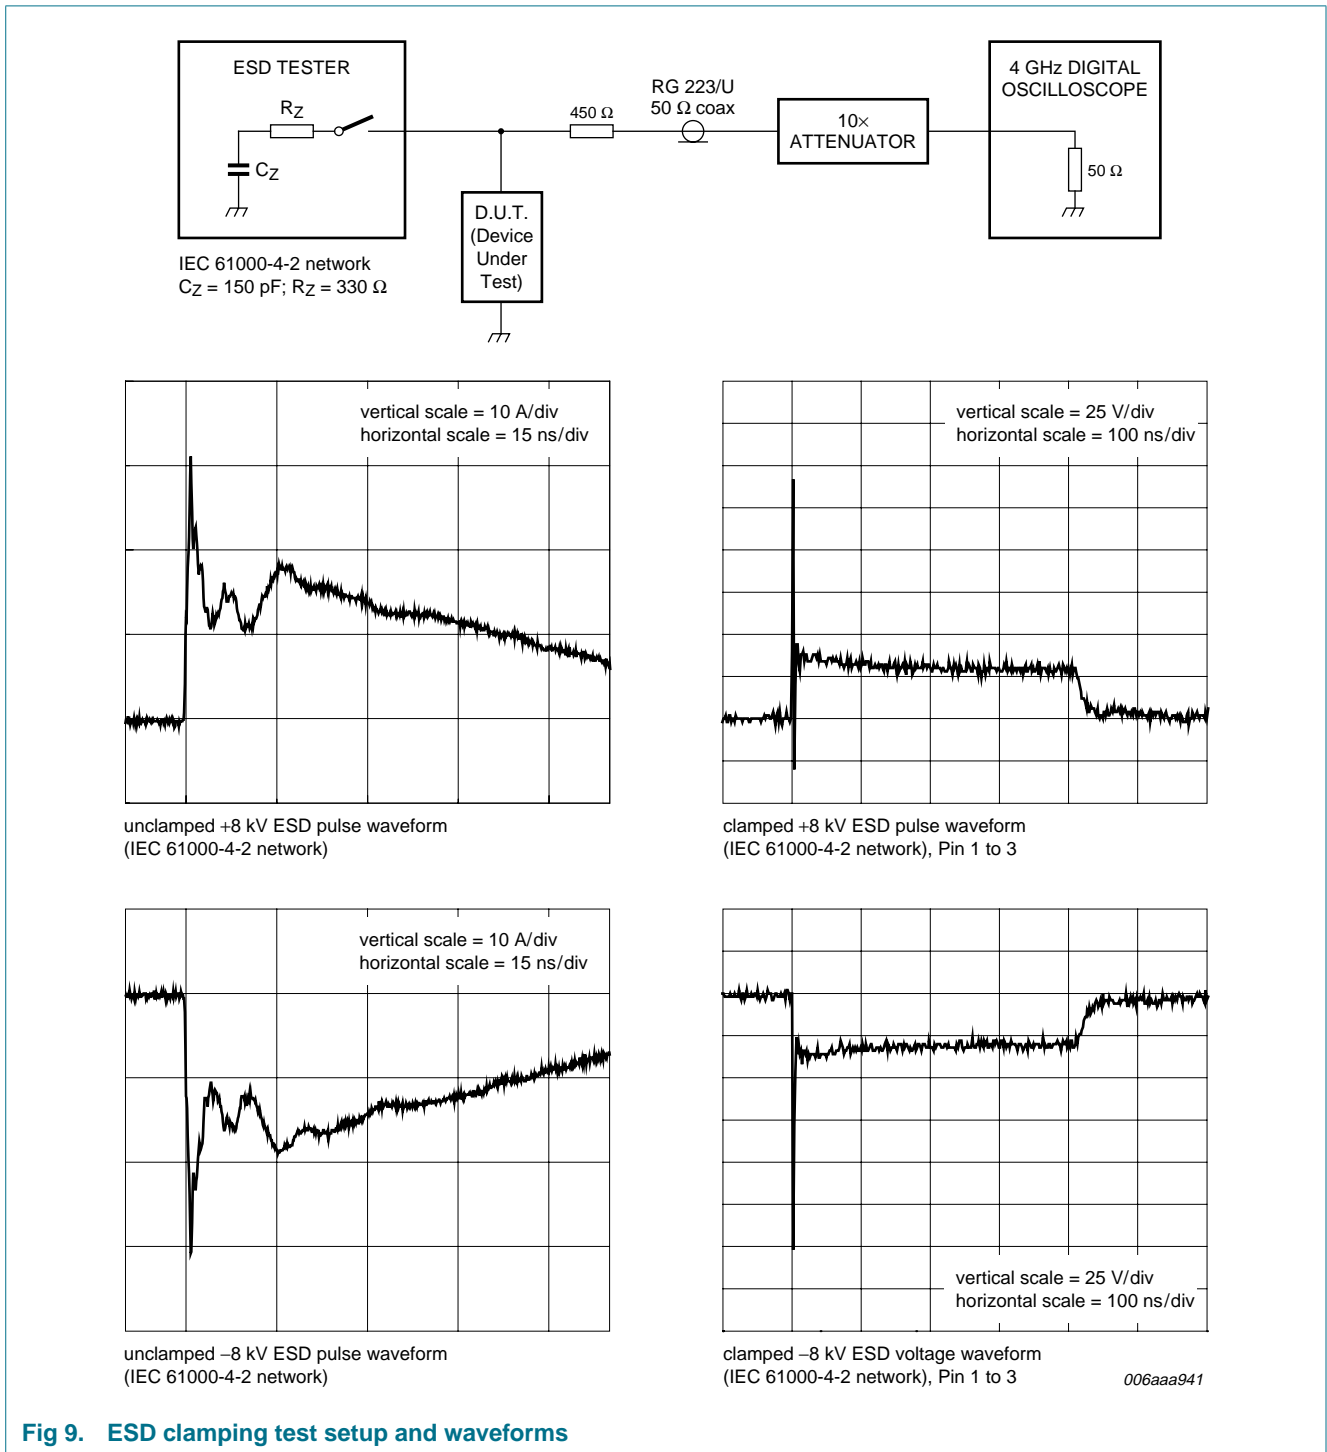 ESD TESTER
RZ
CZ
IEC 61000-4-2 network
CZ = 150 pF; RZ = 330 Ω
D.U.T.
(Device
Under
Test)
450 Ω
RG 223/U
50 Ω coax
10×
ATTENUATOR
4 GHz DIGITAL
OSCILLOSCOPE
50 Ω
vertical scale = 10 A/div
horizontal scale = 15 ns/div
unclamped +8 kV ESD pulse waveform
(IEC 61000-4-2 network)
vertical scale = 25 V/div
horizontal scale = 100 ns/div
clamped +8 kV ESD pulse waveform
(IEC 61000-4-2 network), Pin 1 to 3
vertical scale = 10 A/div
horizontal scale = 15 ns/div
unclamped −8 kV ESD pulse waveform
(IEC 61000-4-2 network)
vertical scale = 25 V/div
horizontal scale = 100 ns/div
clamped −8 kV ESD voltage waveform
(IEC 61000-4-2 network), Pin 1 to 3
006aaa941
Fig 9. ESD clamping test setup and waveforms